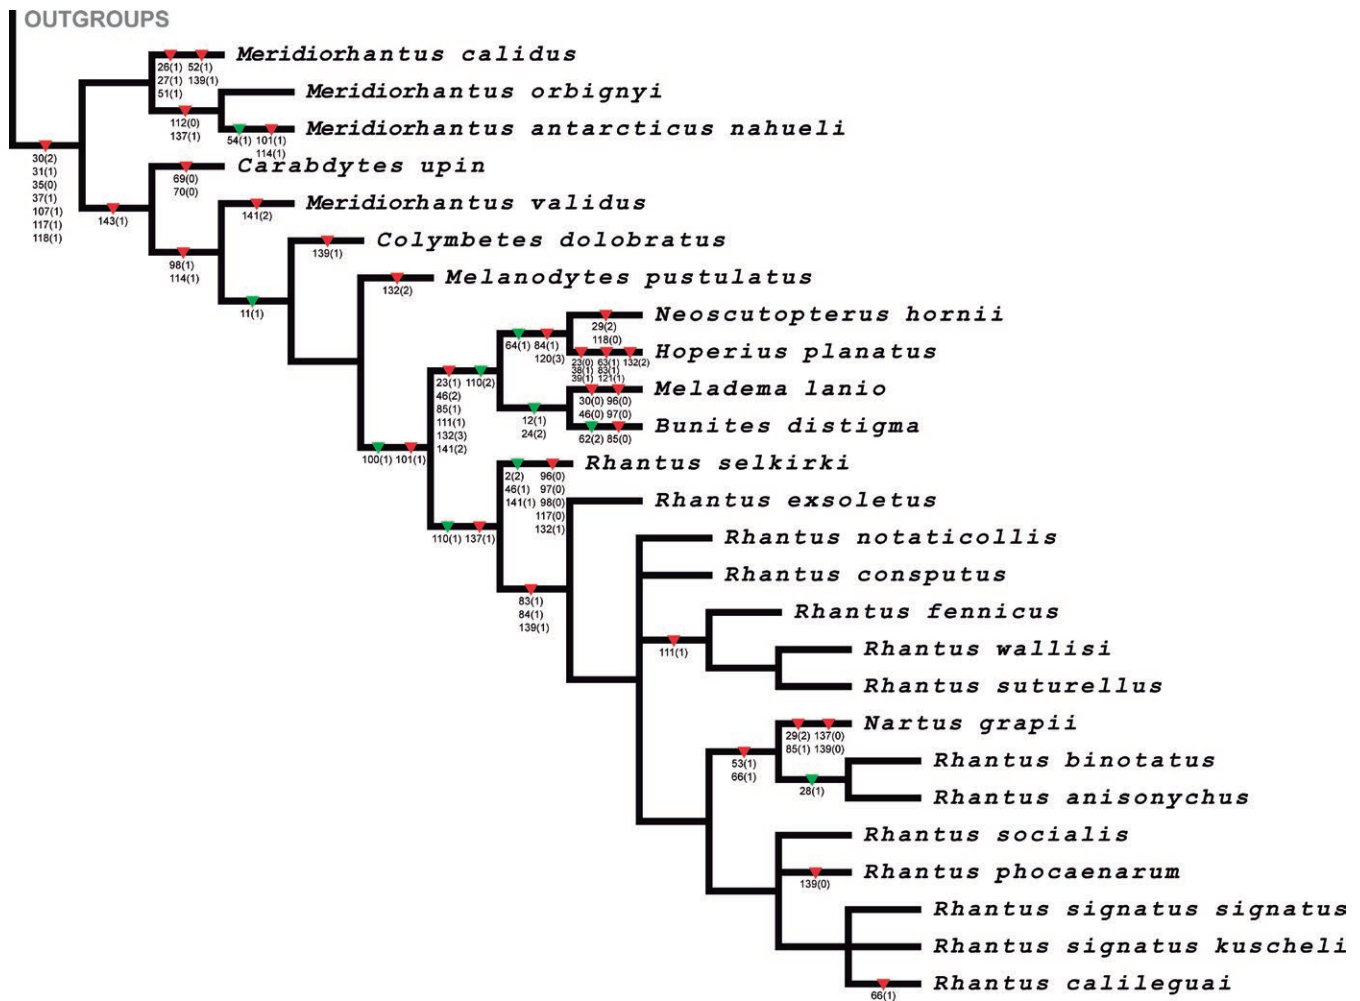 OUTGROUPS
Meridiorhantus calidus
26(1) 52(1)
27(1) 139(1)
51(1)
Meridiorhantus orbignyi
112(0)
137(1)
Meridiorhantus antarcticus nahueli
54(1) 101(1)
114(1)
30(2)
31(1)
35(0)
37(1)
107(1)
117(1)
118(1)
Carabdytes upin
69(0)
70(0)
143(1)
Meridiorhantus validus
141(2)
98(1)
114(1)
Colymbetes dolobratus
139(1)
11(1)
Melanodytes pustulatus
132(2)
Neoscutopterus hornii
29(2)
118(0)
64(1) 84(1)
120(3)
Hoperius planatus
23(0) 63(1) 132(2)
38(1) 83(1)
39(1) 121(1)
23(1) 110(2)
46(2)
85(1)
111(1)
132(3)
141(2)
Meladema lanio
30(0) 96(0)
46(0) 97(0)
12(1)
24(2)
Bunites distigma
62(2) 85(0)
100(1) 101(1)
Rhantus selkirki
2(2) 96(0)
46(1) 97(0)
141(1) 98(0)
117(0)
132(1)
110(1) 137(1)
Rhantus exsoletus
83(1)
84(1)
139(1)
Rhantus notaticollis
Rhantus consputus
Rhantus fennicus
111(1)
Rhantus wallisi
Rhantus suturellus
Nartus grapii
29(2) 137(0)
85(1) 139(0)
53(1)
66(1)
Rhantus binotatus
28(1)
Rhantus anisonychus
Rhantus socialis
Rhantus phocaenarum
139(0)
Rhantus signatus signatus
Rhantus signatus kuscheli
Rhantus calileguai
66(1)